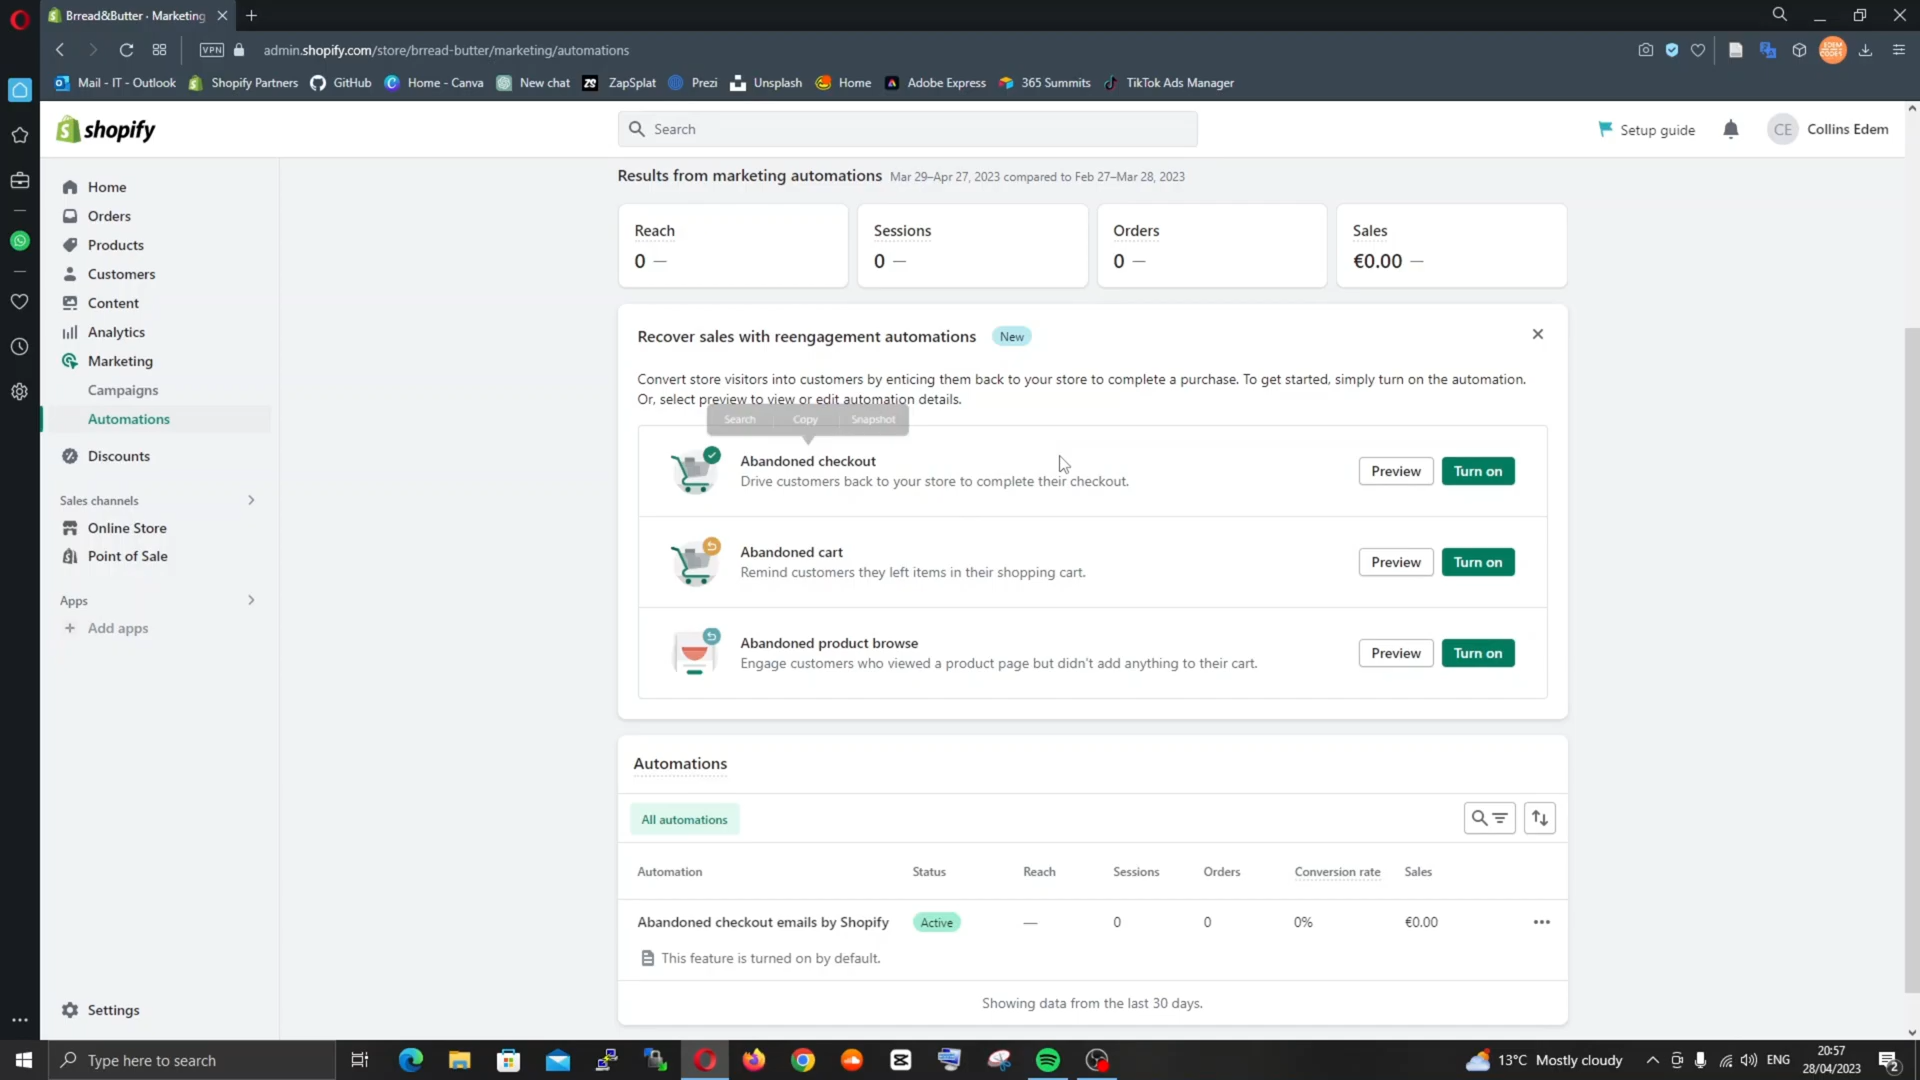 Brread&Butter · Marketing
VPN
admin.shopify.com/store/brread-butter/marketing/automations
Mail - IT - Outlook
Shopify Partners
GitHub
Home - Canva
New chat
ZS ZapSplat
Prezi
Unsplash
Home
Adobe Express
365 Summits
TikTok Ads Manager
shopify
Search
Setup guide
CE Collins Edem
Home
Orders
Products
Customers
Content
Analytics
Marketing
Campaigns
Automations
Discounts
Sales channels
Online Store
Point of Sale
Apps
+ Add apps
Settings
Results from marketing automations Mar 29–Apr 27, 2023 compared to Feb 27–Mar 28, 2023
Reach
0 —
Sessions
0 —
Orders
0 —
Sales
€0.00 —
Recover sales with reengagement automations New
Convert store visitors into customers by enticing them back to your store to complete a purchase. To get started, simply turn on the automation.
Or, select preview to view or edit automation details.
Search Copy Snapshot
Abandoned checkout
Drive customers back to your store to complete their checkout.
Preview Turn on
Abandoned cart
Remind customers they left items in their shopping cart.
Preview Turn on
Abandoned product browse
Engage customers who viewed a product page but didn't add anything to their cart.
Preview Turn on
Automations
All automations
Automation Status Reach Sessions Orders Conversion rate Sales
Abandoned checkout emails by Shopify Active — 0 0 0% €0.00
This feature is turned on by default.
Showing data from the last 30 days.
Type here to search
13°C Mostly cloudy
ENG
20:57
28/04/2023
2